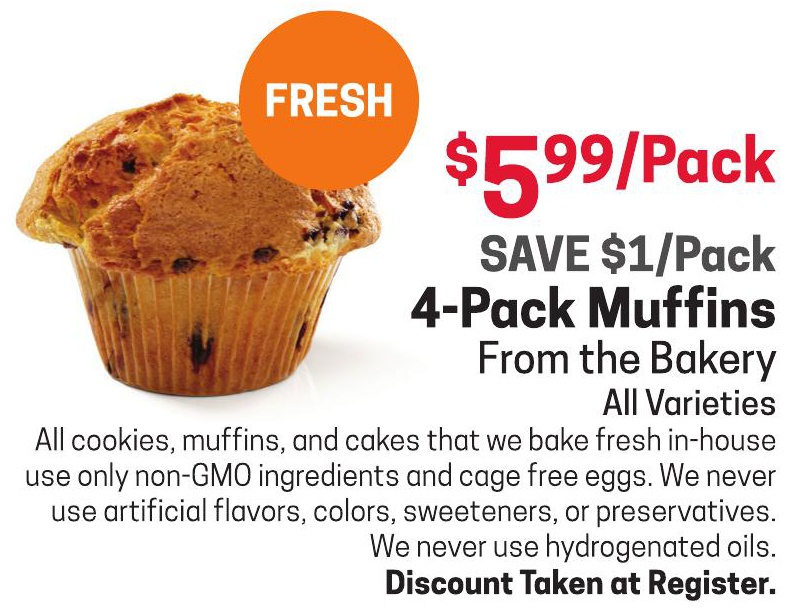 FRESH
$5.99/Pack
SAVE $1/Pack
4-Pack Muffins
From the Bakery
All Varieties
All cookies, muffins, and cakes that we bake fresh in-house
use only non-GMO ingredients and cage free eggs. We never
use artificial flavors, colors, sweeteners, or preservatives.
We never use hydrogenated oils.
Discount Taken at Register.